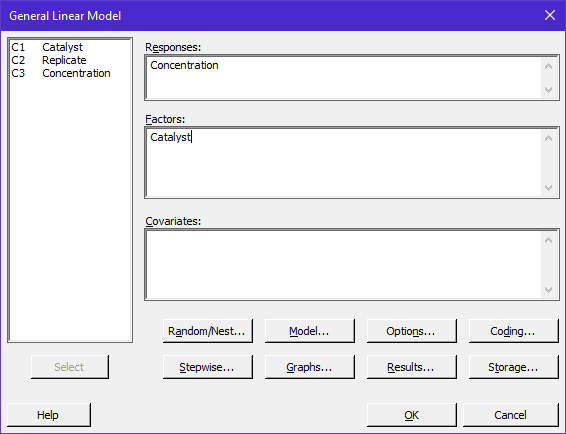 General Linear Model
C1 Catalyst
C2 Replicate
C3 Concentration
Responses:
Concentration
Factors:
Catalyst
Covariates:
Random/Nest...
Model...
Options...
Coding...
Select
Stepwise...
Graphs...
Results...
Storage...
Help
OK
Cancel